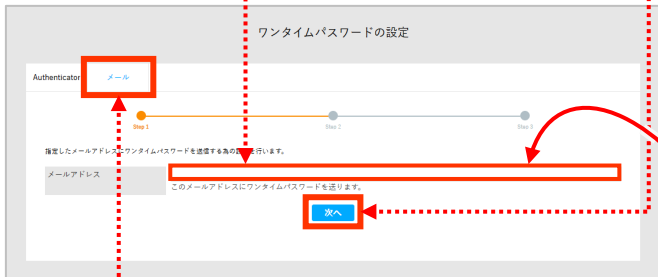 ワンタイムパスワードの設定
Authenticator メール
Step 1 Step 2 Step 3
指定したメールアドレスにワンタイムパスワードを送信する為の設定を行います。
メールアドレス
このメールアドレスにワンタイムパスワードを送ります。
次へ